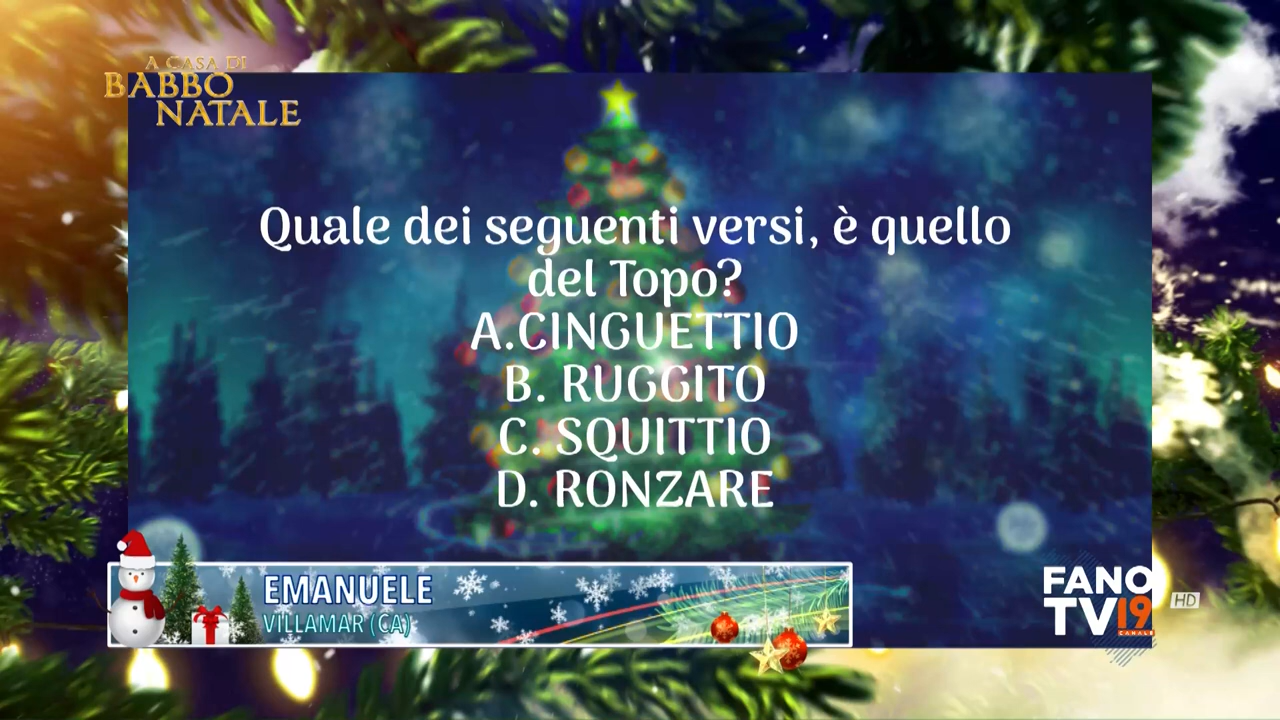 A CASA DI
BABBO
NATALE
Quale dei seguenti versi, è quello
del Topo?
A.CINGUETTIO
B. RUGGITO
C. SQUITTIO
D. RONZARE
EMANUELE
VILLAMAR (CA)
FANO
TV19
CANALE
HD